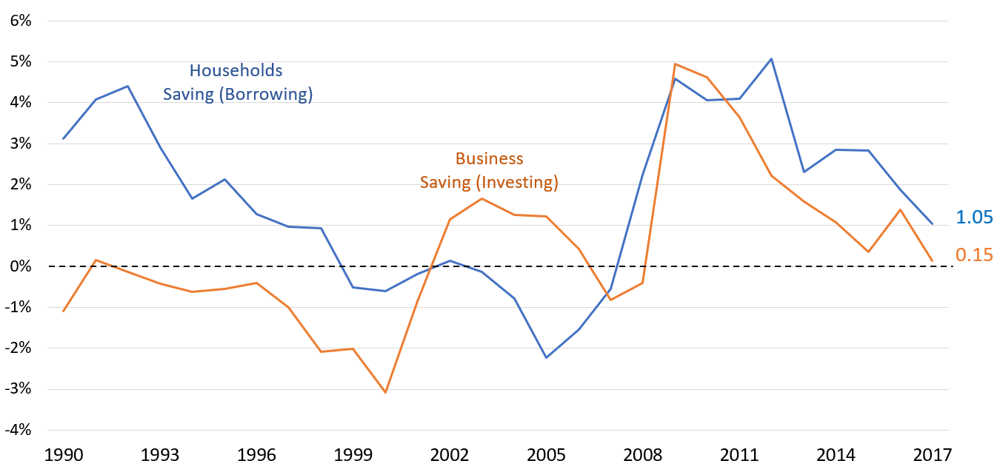 6%
5%
Households
Saving (Borrowing)
4%
3%
Business
Saving (Investing)
2%
1%
1.05
0.15
0%
-1%
-2%
-3%
-4%
1990 1993 1996 1999 2002 2005 2008 2011 2014 2017